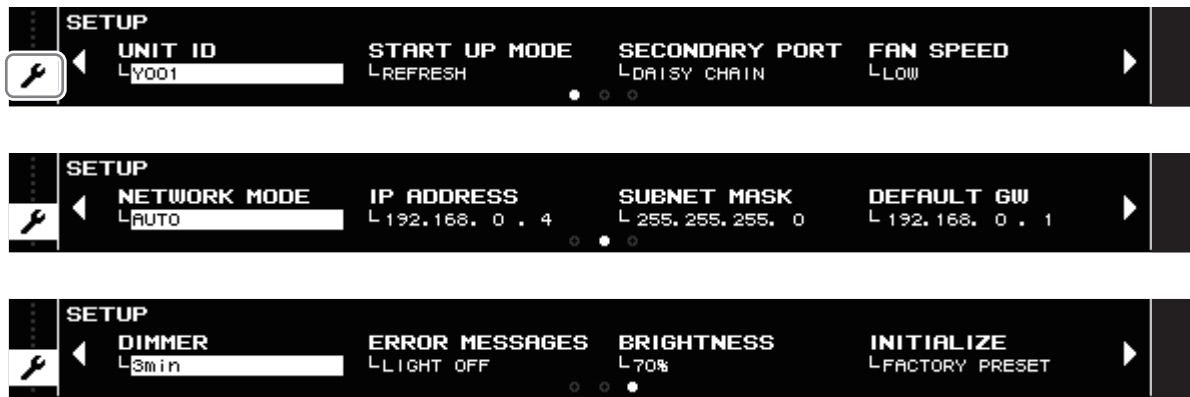 SETUP
UNIT ID START UP MODE SECONDARY PORT FAN SPEED
Y001 REFRESH DAISY CHAIN LOW
SETUP
NETWORK MODE IP ADDRESS SUBNET MASK DEFAULT GW
AUTO 192.168. 0 . 4 255.255.255. 0 192.168. 0 . 1
SETUP
DIMMER ERROR MESSAGES BRIGHTNESS INITIALIZE
3min LIGHT OFF 70% FACTORY PRESET